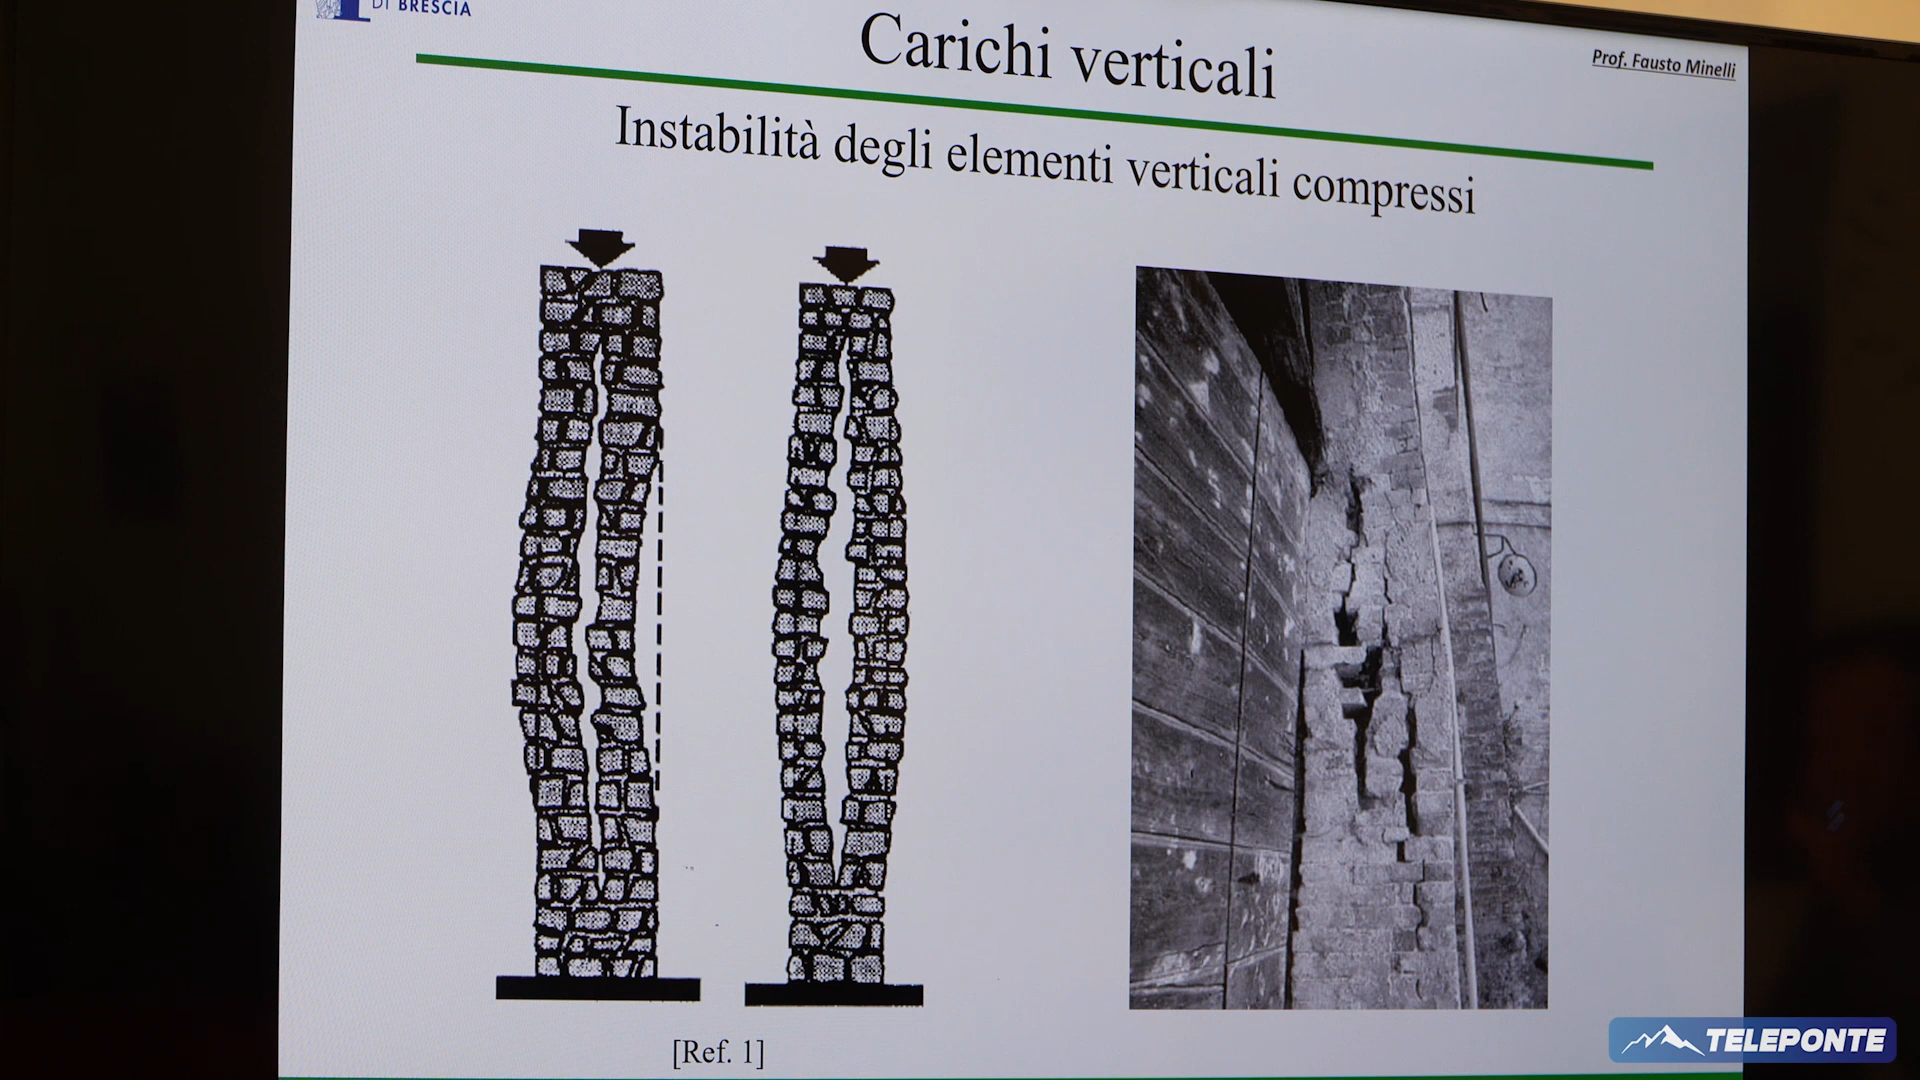 DI BRESCIA
Carichi verticali
Prof. Fausto Minelli
Instabilità degli elementi verticali compressi
[Ref. 1]
TELEPONTE